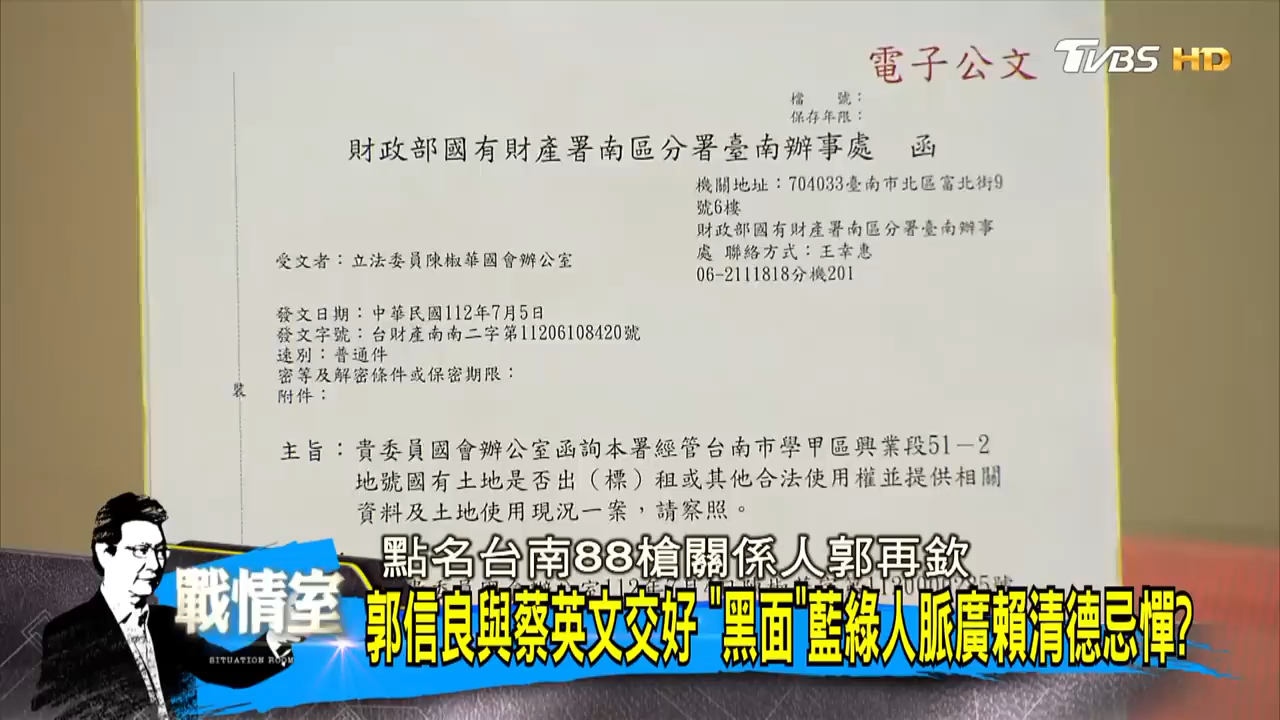 電子公文
TVBS HD
檔 號：
保存年限：
財政部國有財產署南區分署臺南辦事處 函
機關地址：704033臺南市北區富北街9
號6樓
財政部國有財產署南區分署臺南辦事
處 聯絡方式：王幸惠
06-2111818分機201
受文者：立法委員陳椒華國會辦公室
發文日期：中華民國112年7月5日
發文字號：台財產南南二字第11206108420號
速別：普通件
密等及解密條件或保密期限：
附件：
裝
主旨：貴委員國會辦公室函詢本署經管台南市學甲區興業段51－2
地號國有土地是否出（標）租或其他合法使用權並提供相關
資料及土地使用現況一案，請察照。
點名台南88槍關係人郭再欽
戰情室
SITUATION ROOM
郭信良與蔡英文交好 "黑面"藍綠人脈廣賴清德忌憚?